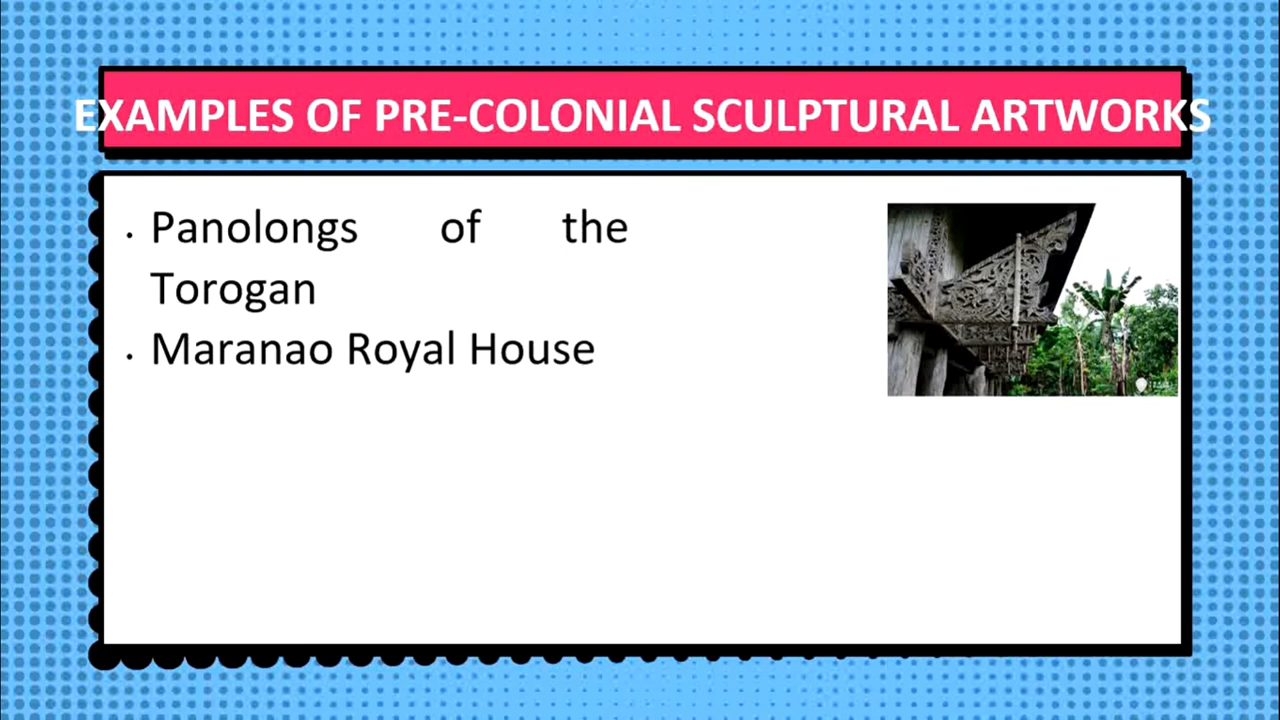 EXAMPLES OF PRE-COLONIAL SCULPTURAL ARTWORKS
• Panolongs of the
Torogan
• Maranao Royal House